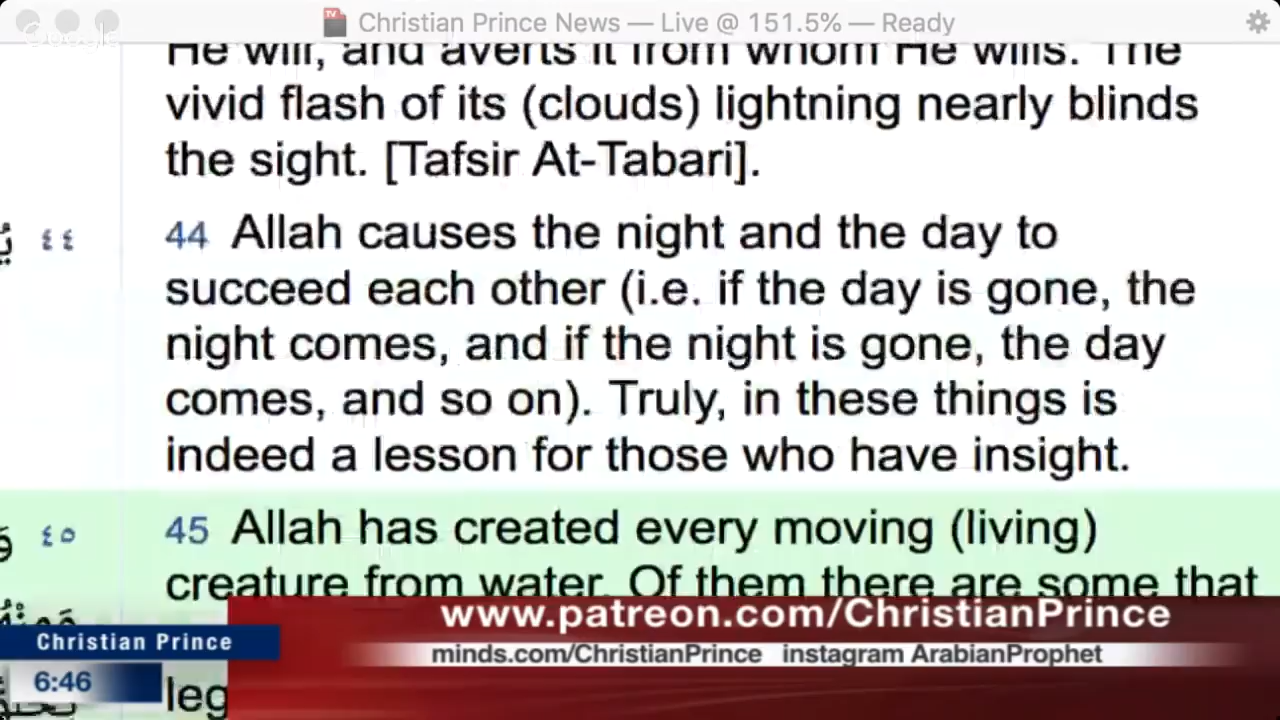 Christian Prince News — Live @ 151.5% — Ready
Google
He will, and averts it from whom He wills. The
vivid flash of its (clouds) lightning nearly blinds
the sight. [Tafsir At-Tabari].
٤٤
44 Allah causes the night and the day to
succeed each other (i.e. if the day is gone, the
night comes, and if the night is gone, the day
comes, and so on). Truly, in these things is
indeed a lesson for those who have insight.
٤٥
45 Allah has created every moving (living)
creature from water. Of them there are some that
leg
www.patreon.com/ChristianPrince
Christian Prince
minds.com/ChristianPrince instagram ArabianProphet
6:46